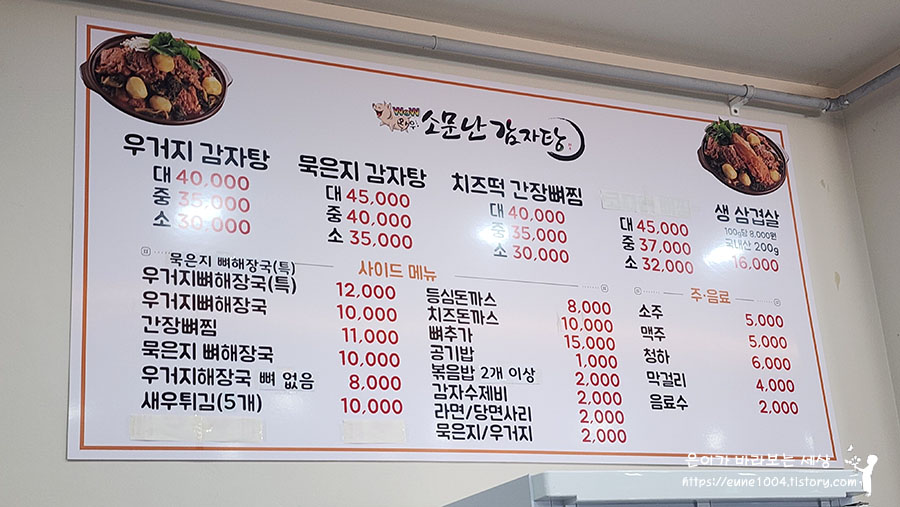 WoW
소문난 감자탕
우거지 감자탕
대 40,000
중 35,000
소 30,000
묵은지 감자탕
대 45,000
중 40,000
소 35,000
치즈떡 간장뼈찜
대 40,000
중 35,000
소 30,000
대 45,000
중 37,000
소 32,000
생 삼겹살
100g당 8,000원
국내산 200g
16,000
사이드 메뉴
묵은지 뼈해장국(특)
우거지뼈해장국(특) 12,000
우거지뼈해장국 10,000
간장뼈찜 11,000
묵은지 뼈해장국 10,000
우거지해장국 뼈 없음 8,000
새우튀김(5개) 10,000
등심돈까스 8,000
치즈돈까스 10,000
뼈추가 15,000
공기밥 1,000
볶음밥 2개 이상 2,000
감자수제비 2,000
라면/당면사리 2,000
묵은지/우거지 2,000
주·음료
소주 5,000
맥주 5,000
청하 6,000
막걸리 4,000
음료수 2,000
은이가 바라보는 세상
https://eune1004.tistory.com